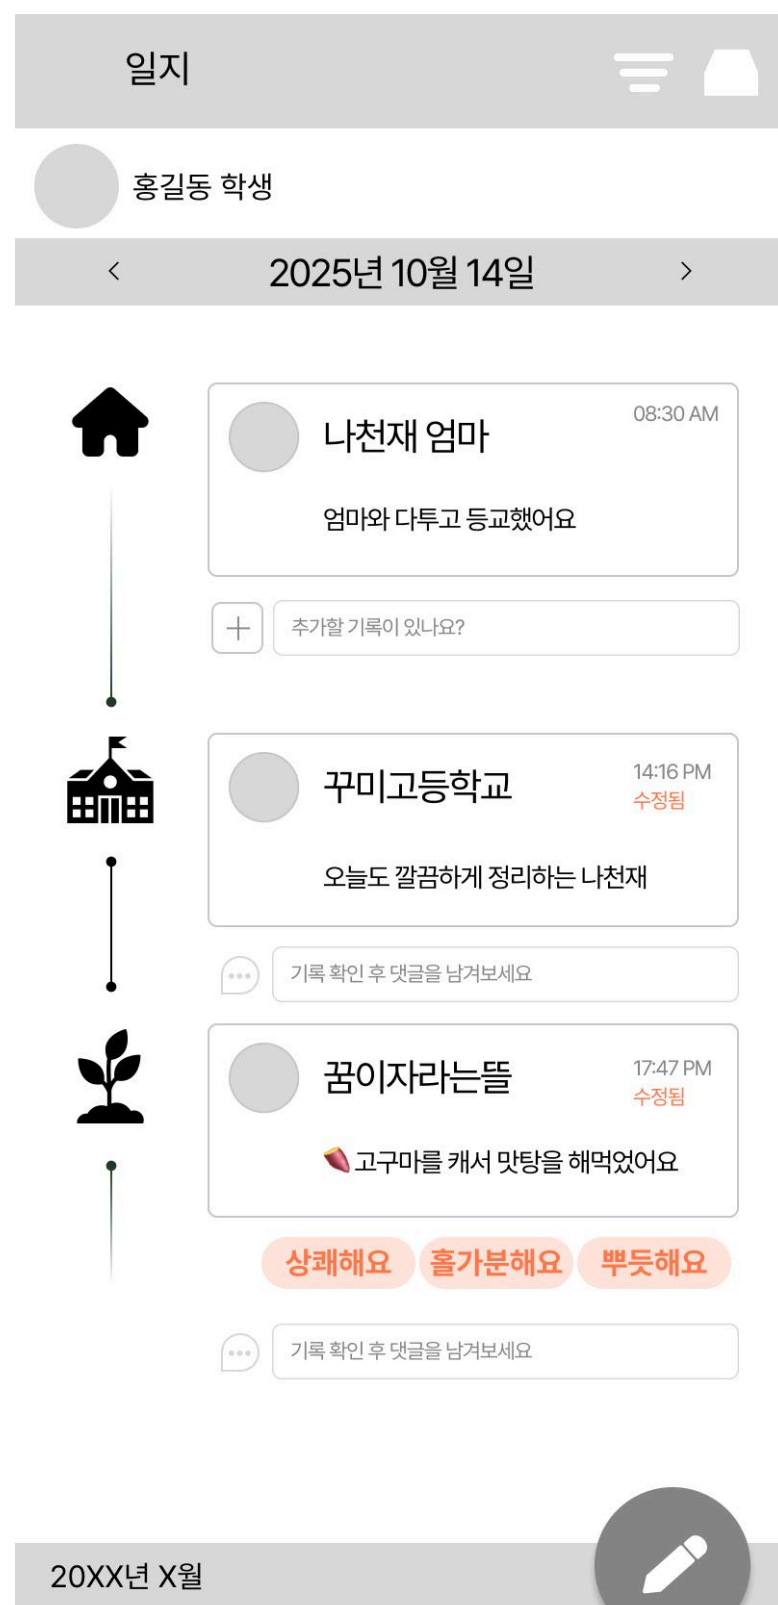 일지
홍길동 학생
2025년 10월 14일
나천재 엄마
08:30 AM
엄마와 다투고 등교했어요
추가할 기록이 있나요?
꾸미고등학교
14:16 PM
수정됨
오늘도 깔끔하게 정리하는 나천재
기록 확인 후 댓글을 남겨보세요
꿈이자라는뜰
17:47 PM
수정됨
🍠 고구마를 캐서 맛탕을 해먹었어요
상쾌해요 홀가분해요 뿌듯해요
기록 확인 후 댓글을 남겨보세요
20XX년 X월